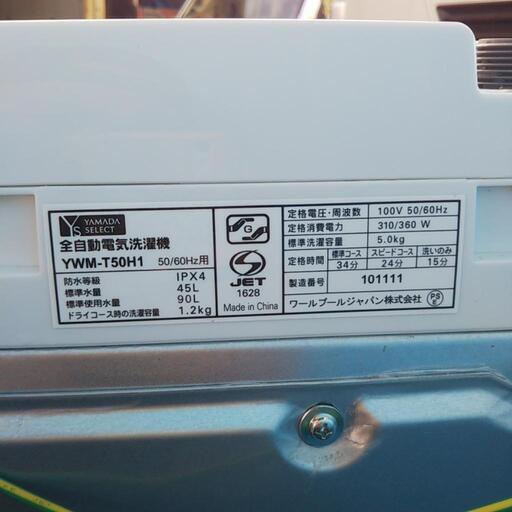 YS YAMADA SELECT
全自動電気洗濯機
YWM-T50H1 50/60Hz用
防水等級 IPX4
標準水量 45L
標準使用水量 90L
ドライコース時の洗濯容量 1.2kg
G
JET
1628
Made in China
定格電圧・周波数 100V 50/60Hz
定格消費電力 310/360 W
標準洗濯容量 5.0kg
定格時間 標準コース スピードコース 洗いのみ
34分 24分 15分
製造番号 101111
ワールプールジャパン株式会社
PSE